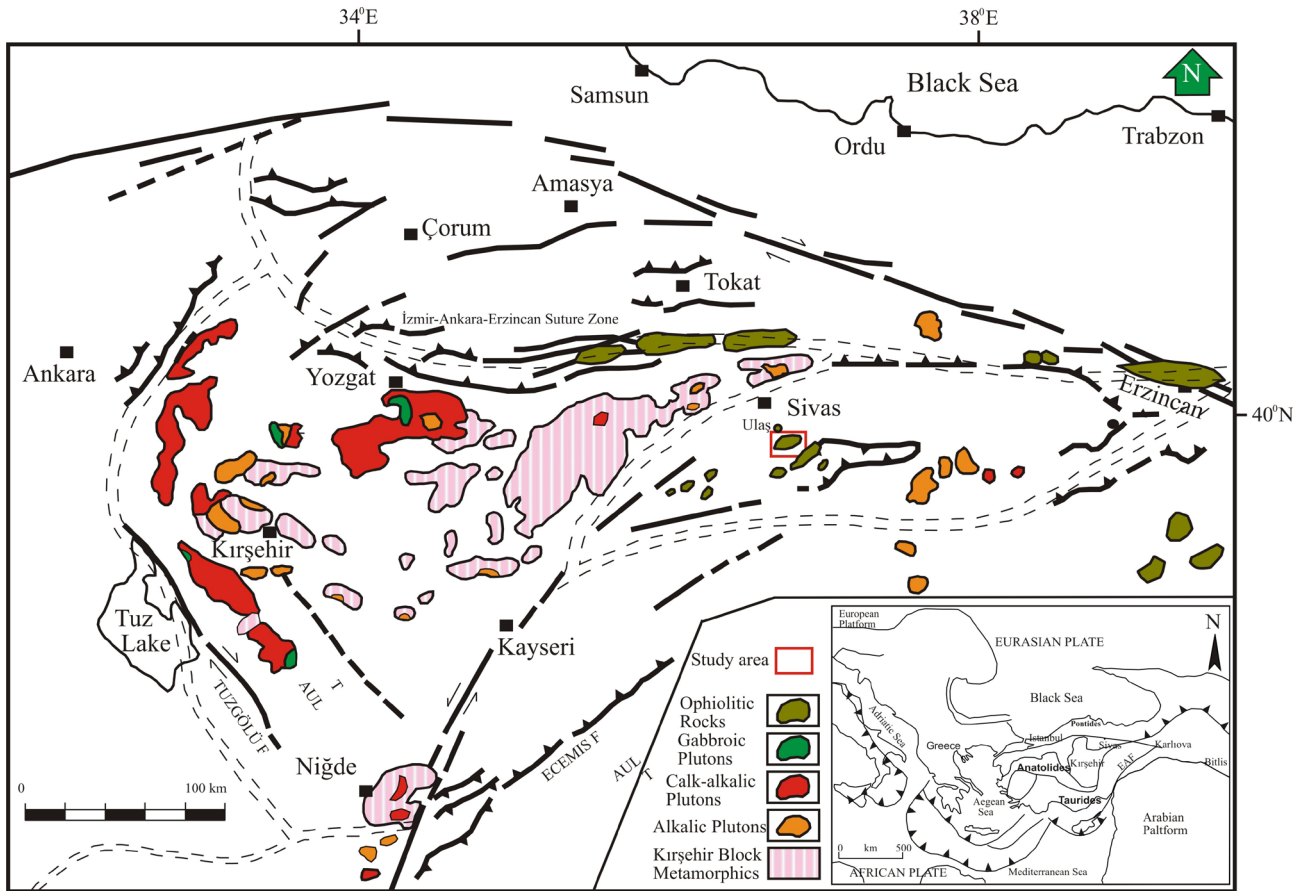 34⁰E
38⁰E
N
Black Sea
Samsun
Ordu
Trabzon
Amasya
Çorum
Tokat
İzmir-Ankara-Erzincan Suture Zone
Ankara
Yozgat
Erzincan
Sivas
40⁰N
Ulaş
Kırşehir
Tuz
Lake
Kayseri
TUZGÖLÜ F
AUL
T
Niğde
ECEMIS F
AUL
T
0
100 km
Study area
Ophiolitic
Rocks
Gabbroic
Plutons
Calk-alkalic
Plutons
Alkalic Plutons
Kırşehir Block
Metamorphics
European
Platform
EURASIAN PLATE
N
Black Sea
Adriatic Sea
Pontides
Istanbul
Greece
Sivas
Karlıova
Anatolides
Kırşehir
EAF
Bitlis
Aegean
Sea
Taurides
Arabian
Paltform
0 km 500
AFRICAN PLATE
Mediterranean Sea